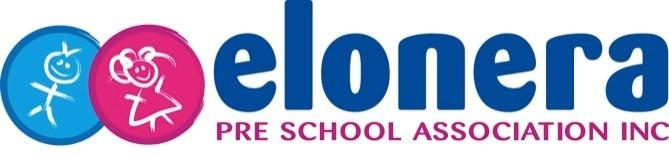 elonera
PRE SCHOOL ASSOCIATION INC